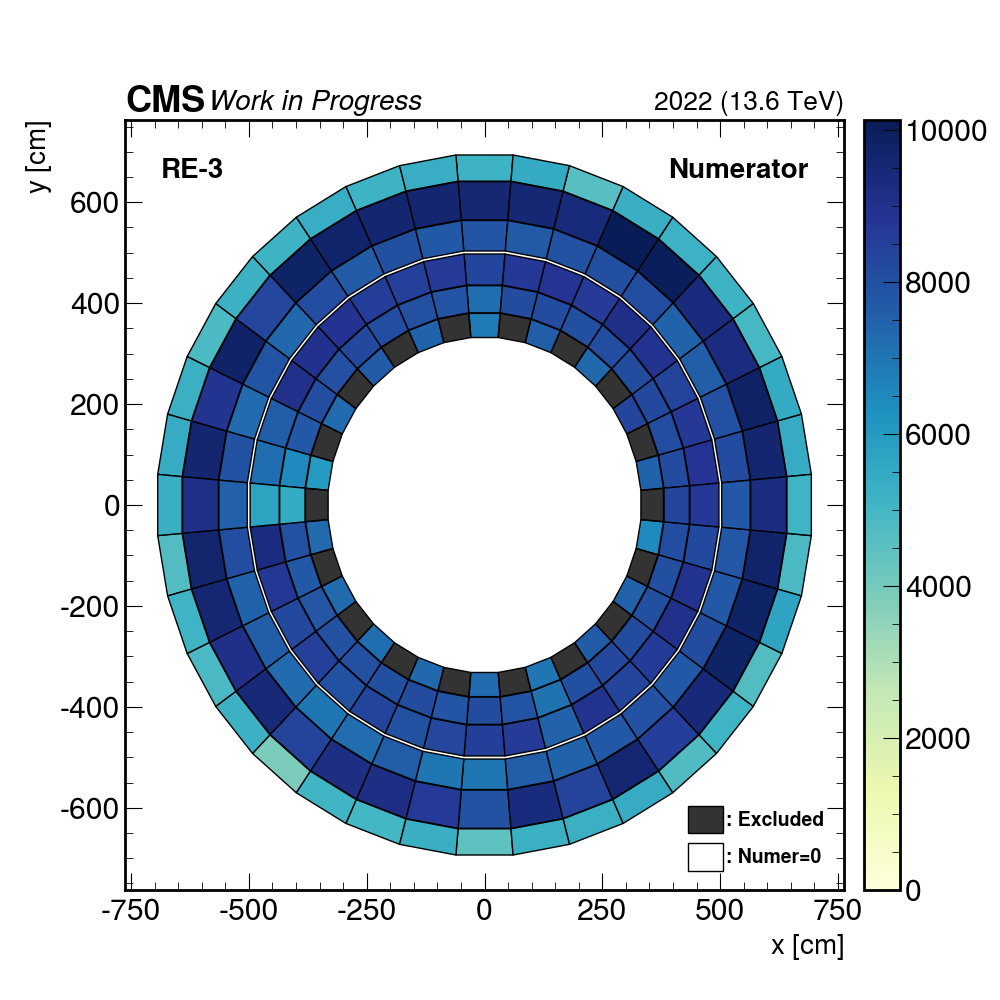 CMS Work in Progress 2022 (13.6 TeV)
y [cm]
RE-3 Numerator
600
400
200
0
-200
-400
-600
10000
8000
6000
4000
2000
0
: Excluded
: Numer=0
-750 -500 -250 0 250 500 750
x [cm]